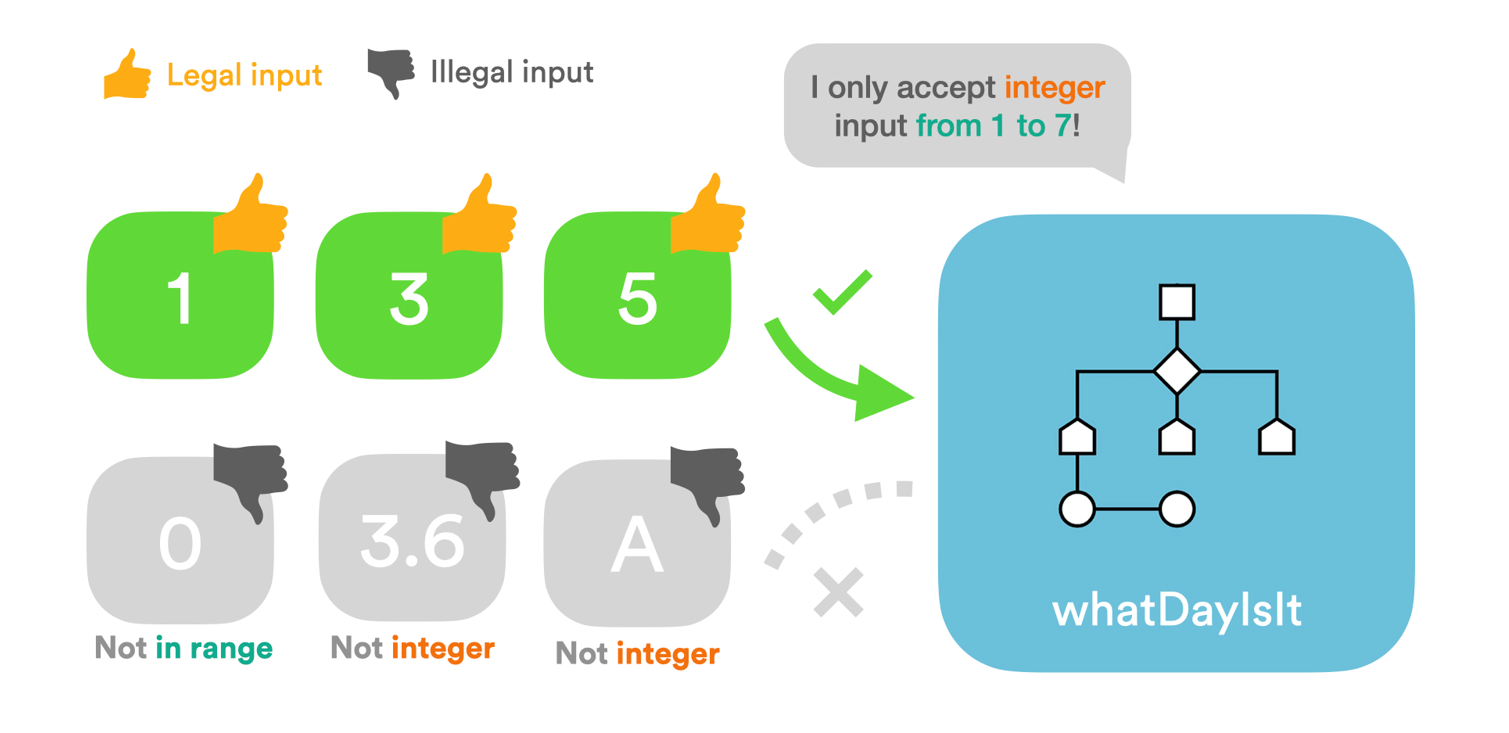 Legal input
Illegal input
I only accept integer
input from 1 to 7!
1
3
5
0
3.6
A
Not in range
Not integer
Not integer
whatDayIsIt